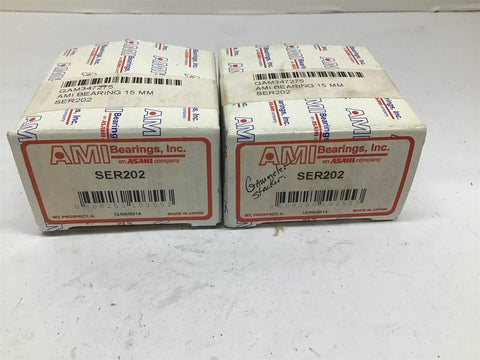 GAM347275
AMI BEARING 15 MM
SER202
AMI Bearings, Inc.
an ASAHI company
SER202
MT. PROSPECT, IL 12/09/2014 MADE IN JAPAN
GAM347275
AMI BEARING 15 MM
SER202
AMI Bearings, Inc.
an ASAHI company
SER202
MT. PROSPECT, IL 12/09/2014 MADE IN JAPAN